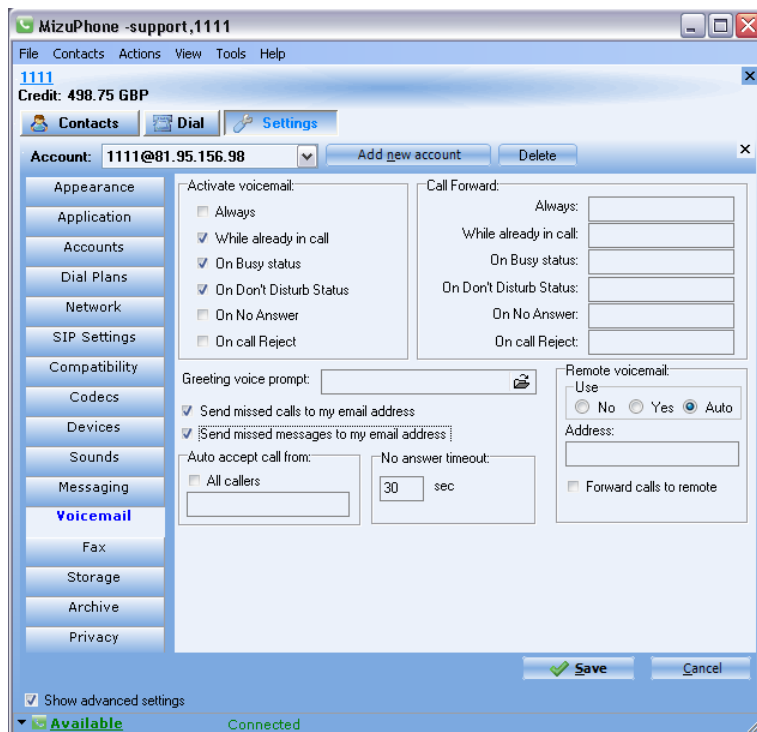 MizuPhone -support,1111
File Contacts Actions View Tools Help
1111
Credit: 498.75 GBP
Contacts Dial Settings
Account: 1111@81.95.156.98 Add new account Delete
Appearance
Application
Accounts
Dial Plans
Network
SIP Settings
Compatibility
Codecs
Devices
Sounds
Messaging
Voicemail
Fax
Storage
Archive
Privacy
Activate voicemail:
Always
While already in call
On Busy status
On Don't Disturb Status
On No Answer
On call Reject
Call Forward:
Always:
While already in call:
On Busy status:
On Don't Disturb Status:
On No Answer:
On call Reject:
Greeting voice prompt:
Send missed calls to my email address
Send missed messages to my email address
Auto accept call from:
All callers
No answer timeout:
30 sec
Remote voicemail:
Use
No Yes Auto
Address:
Forward calls to remote
Save Cancel
Show advanced settings
Available Connected